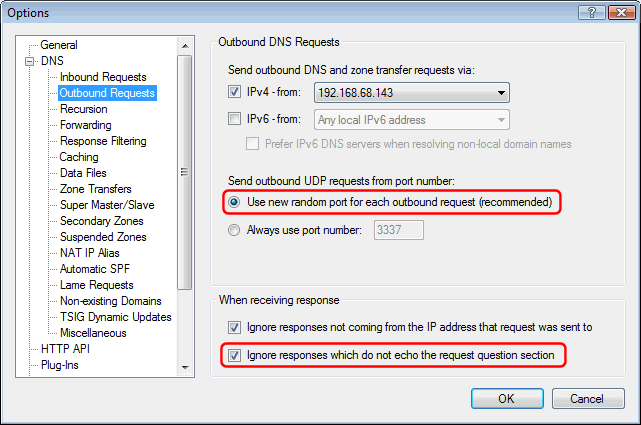 Options
General
DNS
Inbound Requests
Outbound Requests
Recursion
Forwarding
Response Filtering
Caching
Data Files
Zone Transfers
Super Master/Slave
Secondary Zones
Suspended Zones
NAT IP Alias
Automatic SPF
Lame Requests
Non-existing Domains
TSIG Dynamic Updates
Miscellaneous
HTTP API
Plug-Ins
Outbound DNS Requests
Send outbound DNS and zone transfer requests via:
IPv4 - from: 192.168.68.143
IPv6 - from: Any local IPv6 address
Prefer IPv6 DNS servers when resolving non-local domain names
Send outbound UDP requests from port number:
Use new random port for each outbound request (recommended)
Always use port number: 3337
When receiving response
Ignore responses not coming from the IP address that request was sent to
Ignore responses which do not echo the request question section
OK Cancel